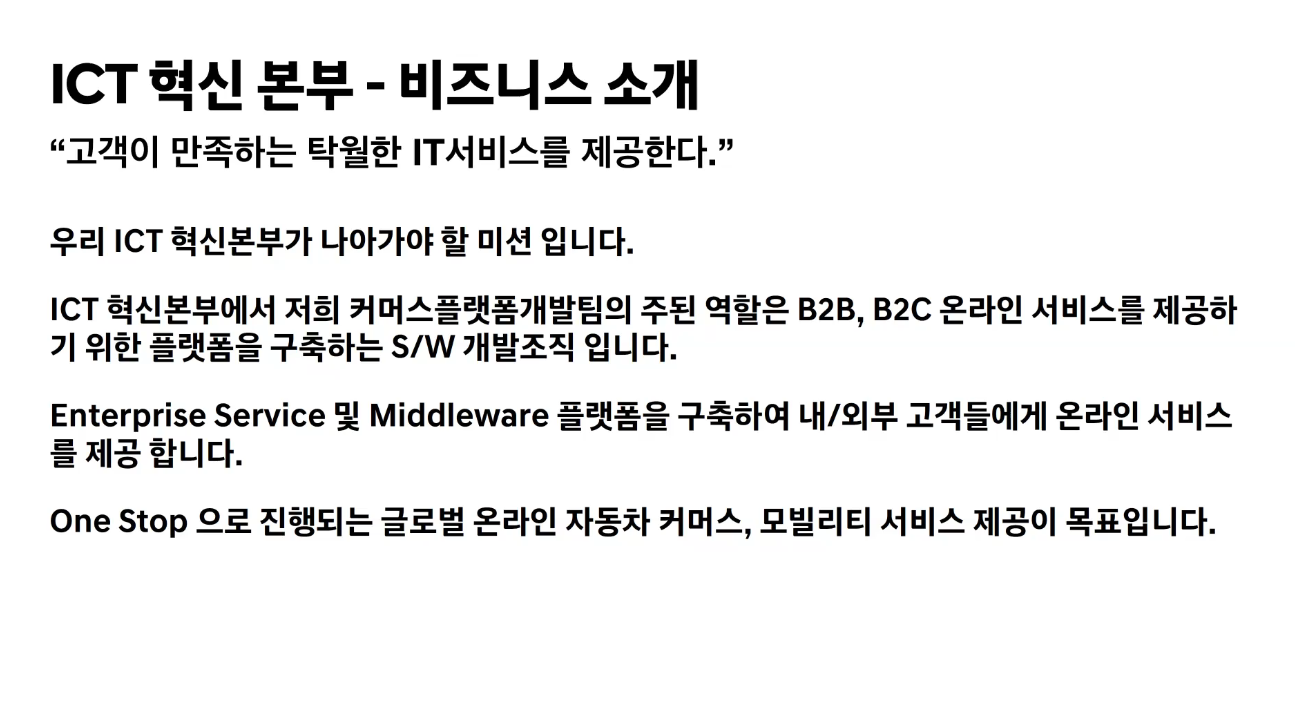 ICT 혁신 본부 - 비즈니스 소개
“고객이 만족하는 탁월한 IT서비스를 제공한다.”
우리 ICT 혁신본부가 나아가야 할 미션 입니다.
ICT 혁신본부에서 저희 커머스플랫폼개발팀의 주된 역할은 B2B, B2C 온라인 서비스를 제공하
기 위한 플랫폼을 구축하는 S/W 개발조직 입니다.
Enterprise Service 및 Middleware 플랫폼을 구축하여 내/외부 고객들에게 온라인 서비스
를 제공 합니다.
One Stop 으로 진행되는 글로벌 온라인 자동차 커머스, 모빌리티 서비스 제공이 목표입니다.